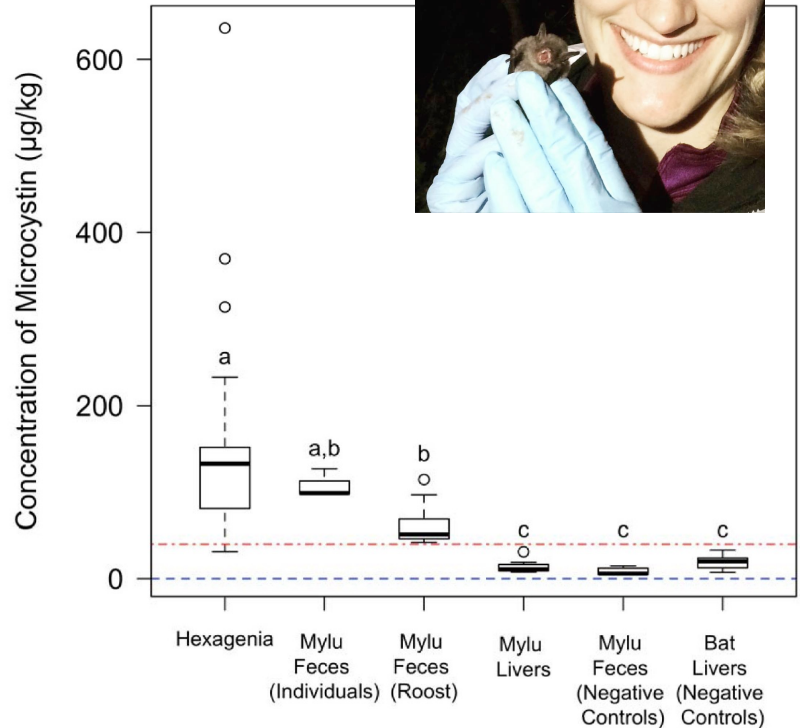 Concentration of Microcystin (µg/kg)
600
400
200
0
a
a,b
b
c
c
c
Hexagenia
Mylu
Feces
(Individuals)
Mylu
Feces
(Roost)
Mylu
Livers
Mylu
Feces
(Negative
Controls)
Bat
Livers
(Negative
Controls)